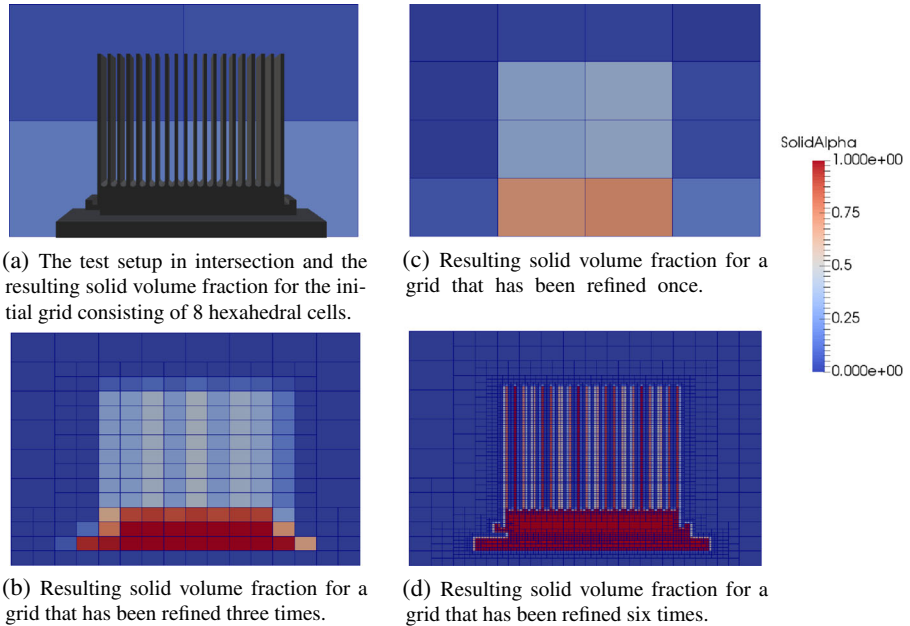 (a) The test setup in intersection and the
resulting solid volume fraction for the ini-
tial grid consisting of 8 hexahedral cells.
(c) Resulting solid volume fraction for a
grid that has been refined once.
SolidAlpha
1.000e+00
0.75
0.5
0.25
0.000e+00
(b) Resulting solid volume fraction for a
grid that has been refined three times.
(d) Resulting solid volume fraction for a
grid that has been refined six times.